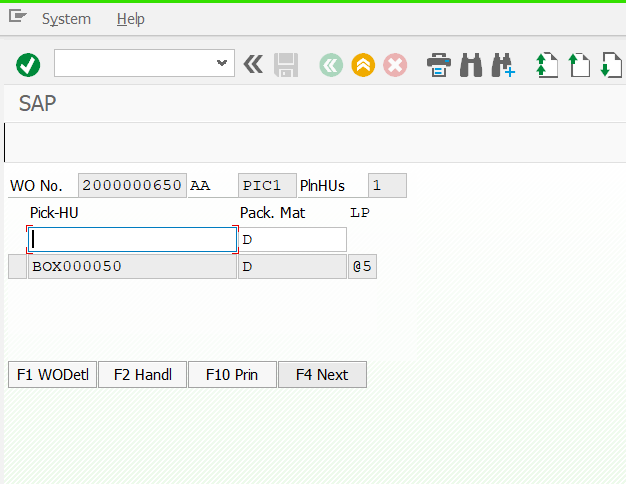 System Help
SAP
WO No. 2000000650 AA PIC1 PlnHUs 1
Pick-HU Pack. Mat LP
D
BOX000050 D @5
F1 WODetl F2 Handl F10 Prin F4 Next